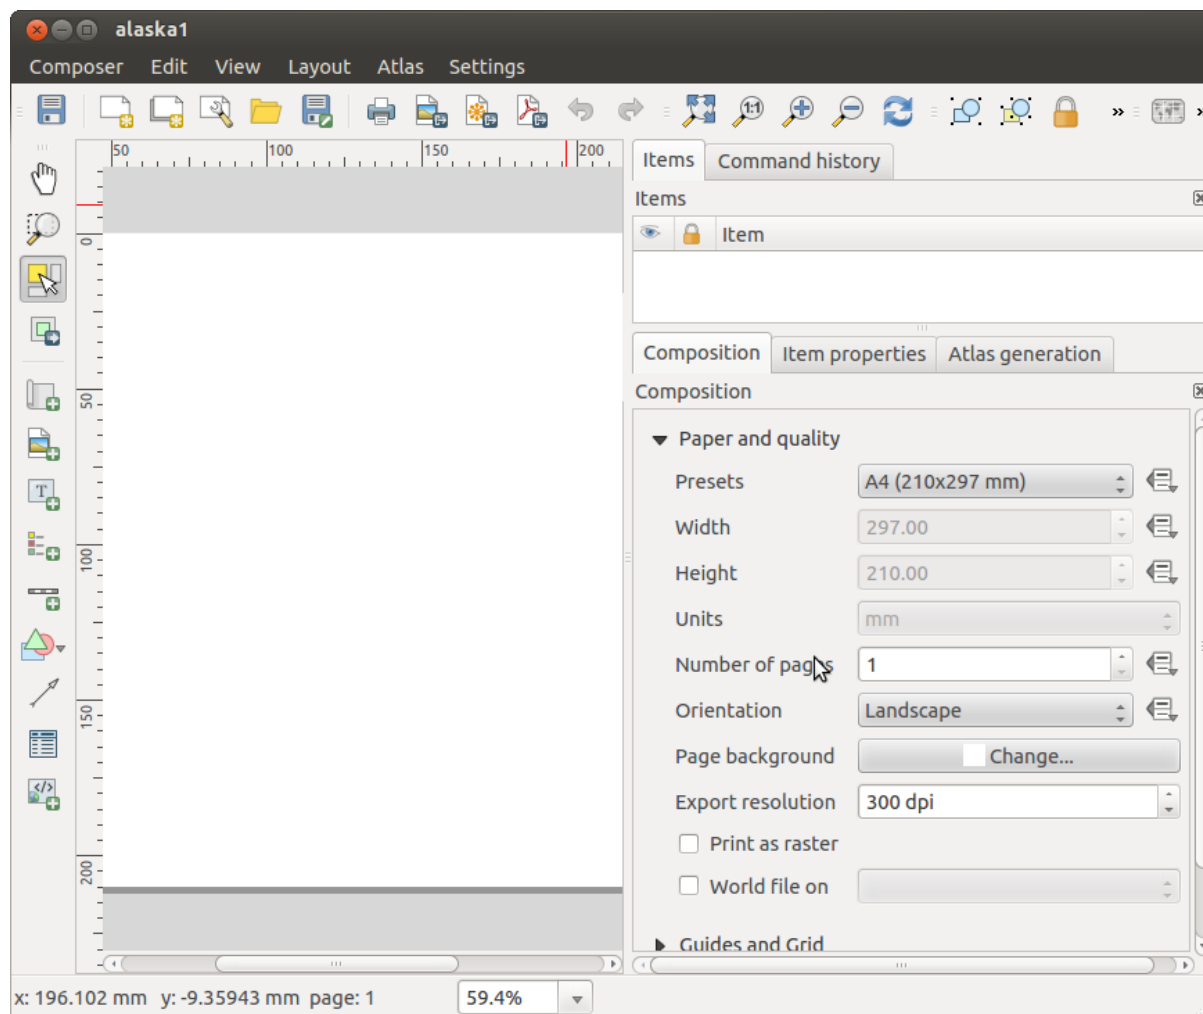 alaska1
Composer Edit View Layout Atlas Settings
1:1 »
50 100 150 200
0
50
100
150
200
T
</>
Items Command history
Items
Item
Composition Item properties Atlas generation
Composition
Paper and quality
Presets A4 (210x297 mm)
Width 297.00
Height 210.00
Units mm
Number of pages 1
Orientation Landscape
Page background Change...
Export resolution 300 dpi
Print as raster
World file on
Guides and Grid
x: 196.102 mm y: -9.35943 mm page: 1 59.4%